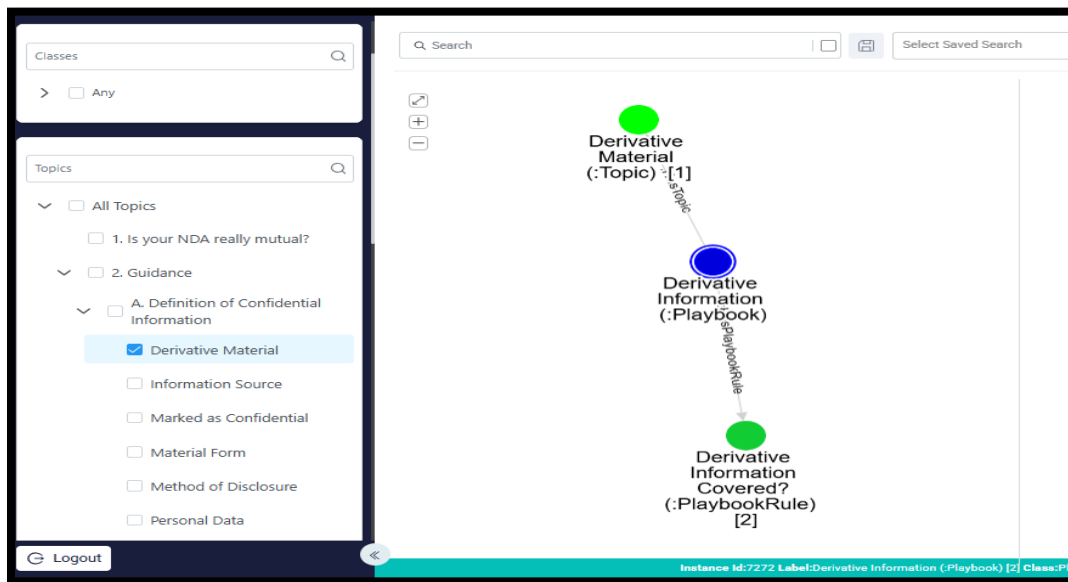 Classes
Any
Topics
All Topics
1. Is your NDA really mutual?
2. Guidance
A. Definition of Confidential
Information
Derivative Material
Information Source
Marked as Confidential
Material Form
Method of Disclosure
Personal Data
Logout
Search
Select Saved Search
Derivative
Material
(:Topic) [1]
sTopic
Derivative
Information
(:Playbook)
sPlaybookRule
Derivative
Information
Covered?
(:PlaybookRule)
[2]
Instance Id:7272 Label:Derivative Information (:Playbook) [2] Class:Pl